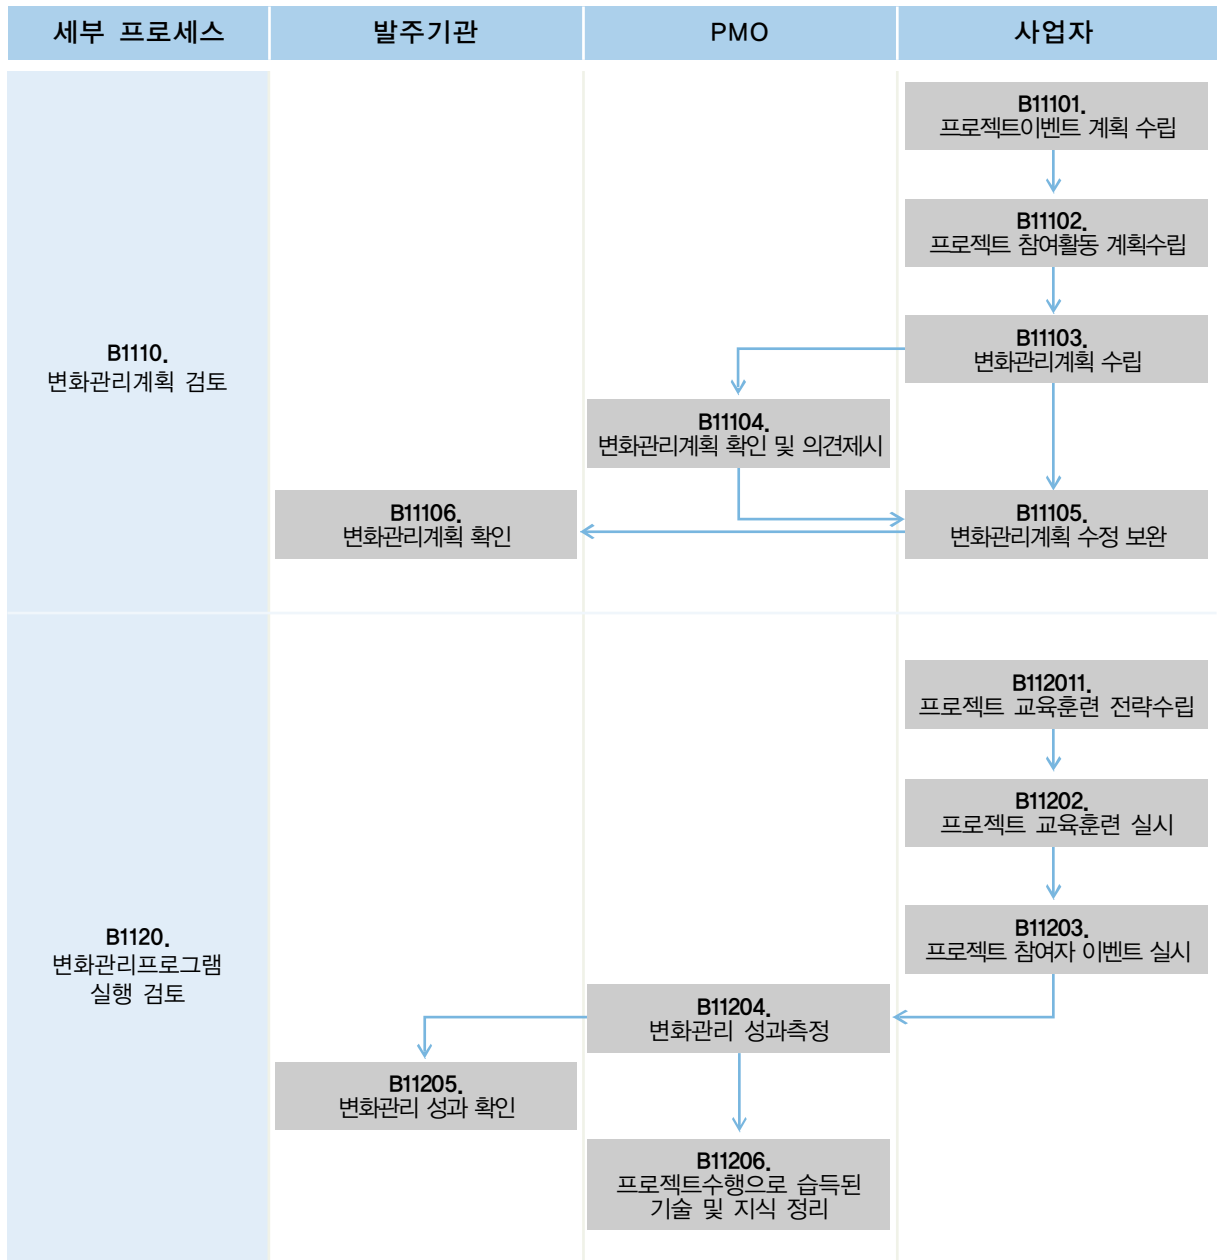 세부 프로세스
발주기관
PMO
사업자
B1110.
변화관리계획 검토
B11101.
프로젝트이벤트 계획 수립
B11102.
프로젝트 참여활동 계획수립
B11103.
변화관리계획 수립
B11104.
변화관리계획 확인 및 의견제시
B11106.
변화관리계획 확인
B11105.
변화관리계획 수정 보완
B1120.
변화관리프로그램
실행 검토
B112011.
프로젝트 교육훈련 전략수립
B11202.
프로젝트 교육훈련 실시
B11203.
프로젝트 참여자 이벤트 실시
B11204.
변화관리 성과측정
B11205.
변화관리 성과 확인
B11206.
프로젝트수행으로 습득된
기술 및 지식 정리